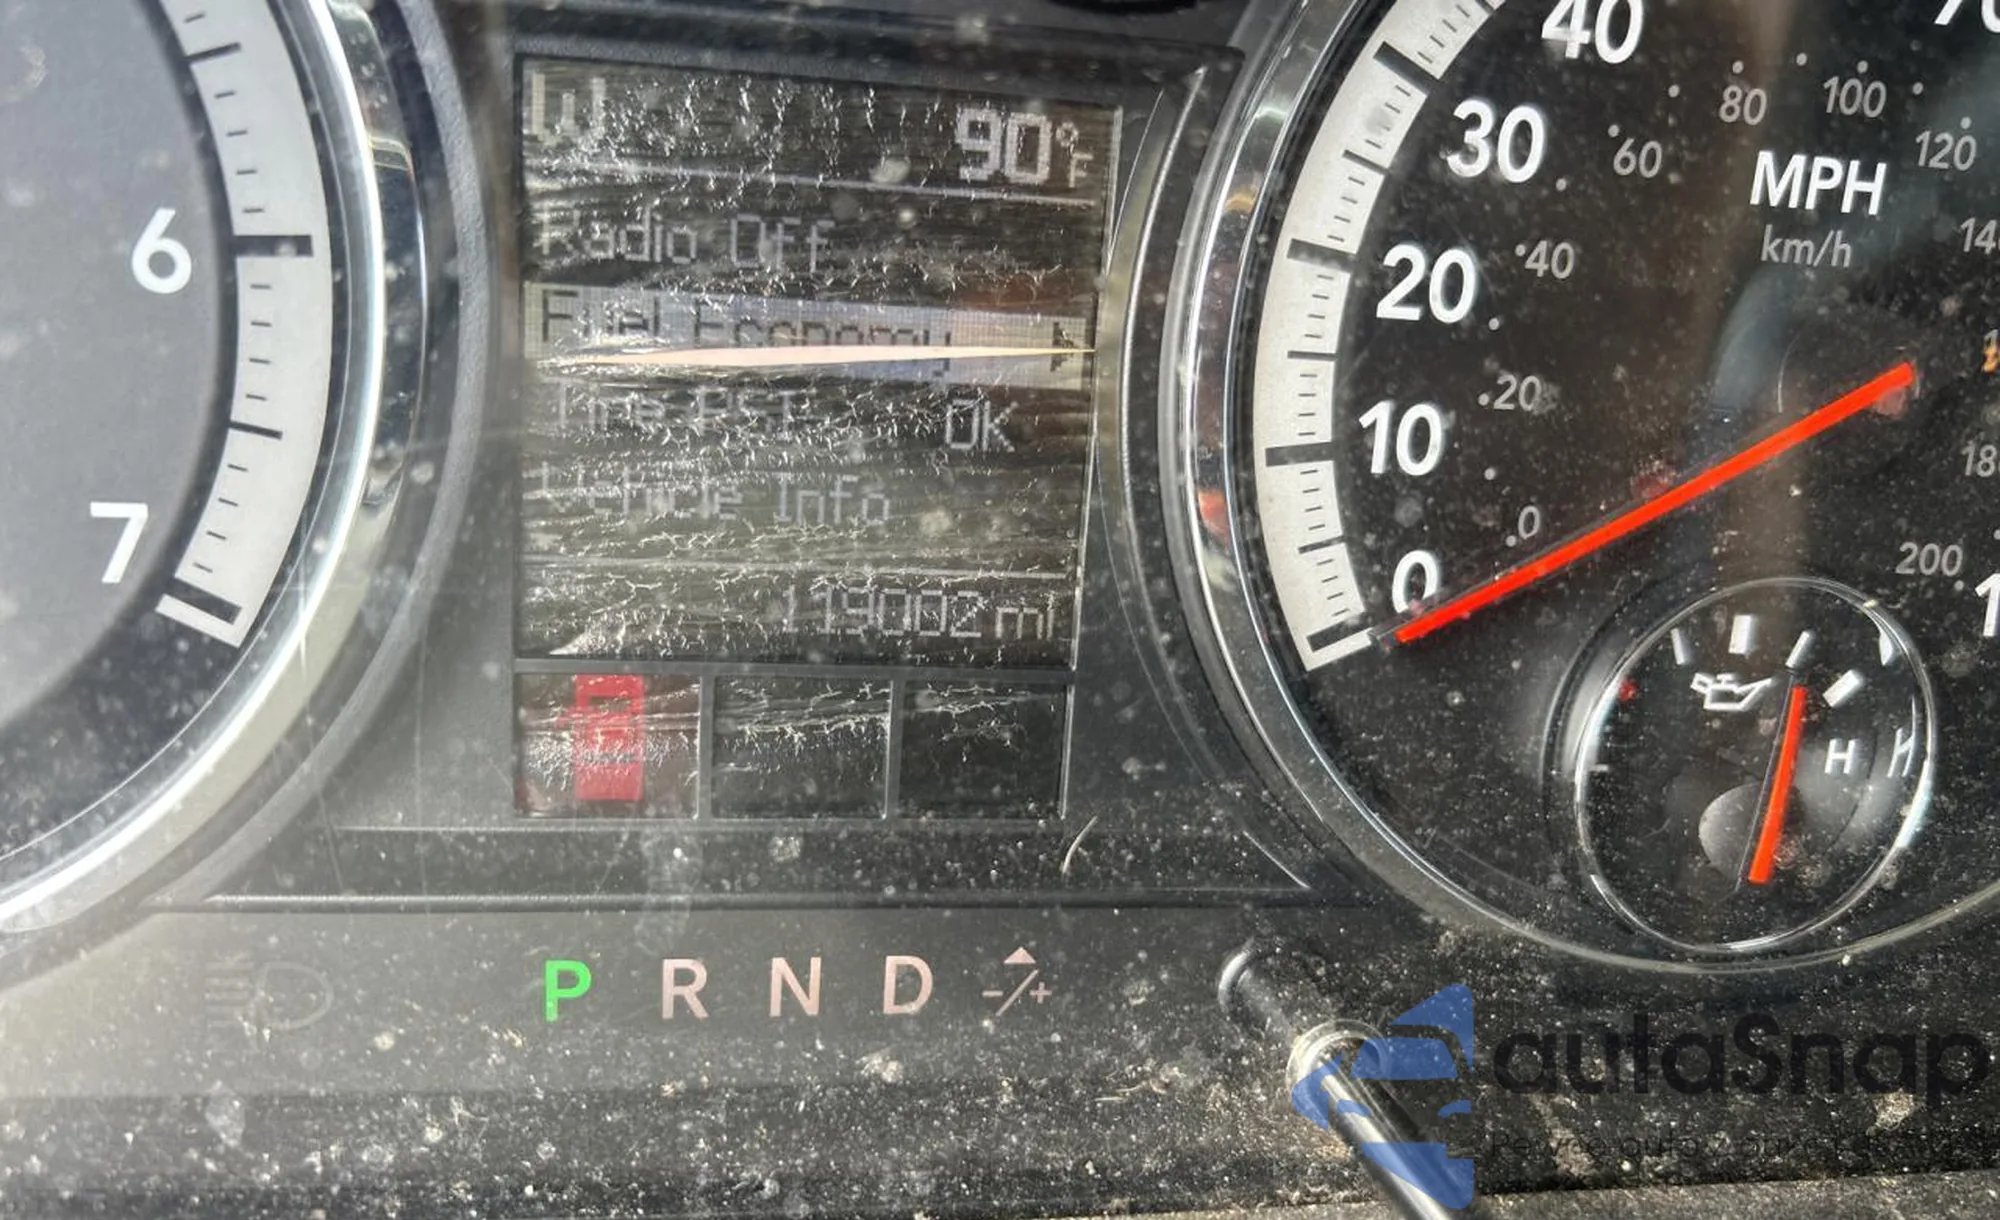 W
90°F
Radio Off
Fuel Economy
Tire PSI OK
Vehicle Info
119002 mi
6
7
40
30
20
10
0
MPH
km/h
0
20
40
60
80
100
120
200
H
P R N D -/+
autaSnap